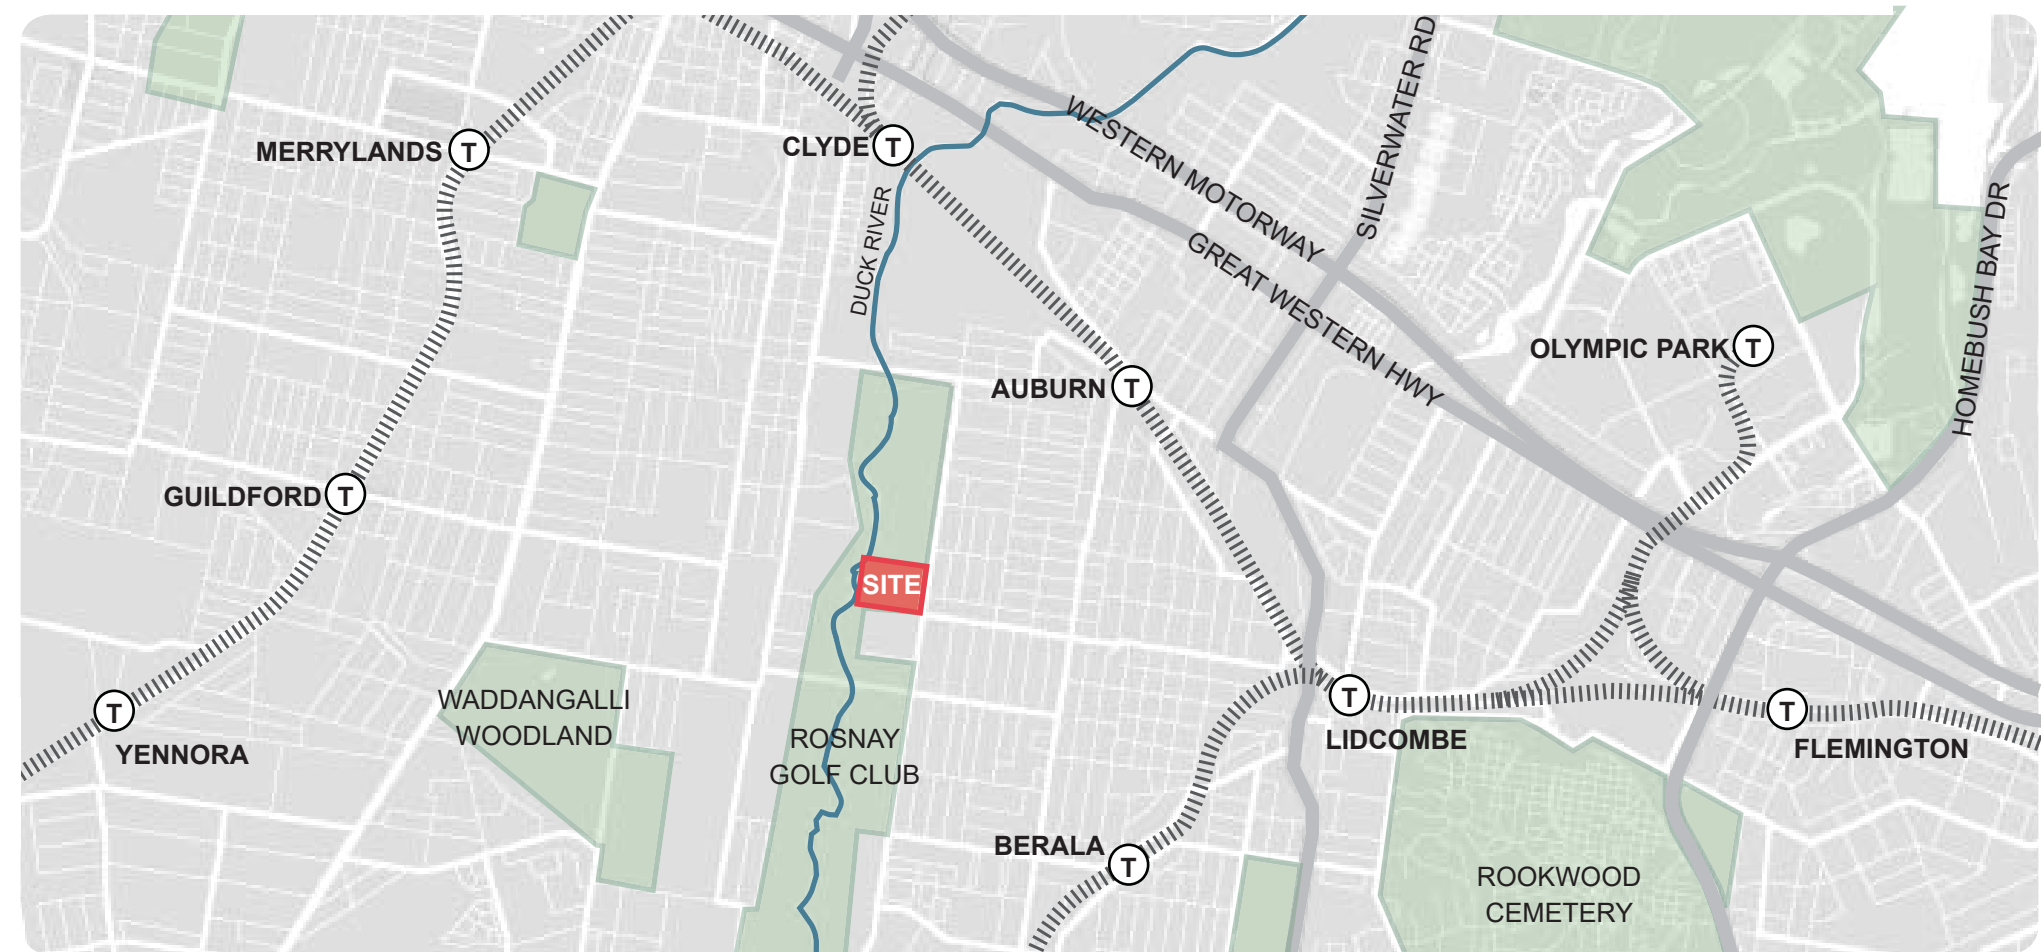 MERRYLANDS
T
CLYDE
T
DUCK RIVER
WESTERN MOTORWAY
SILVERWATER RD
GREAT WESTERN HWY
HOMEBUSH BAY DR
OLYMPIC PARK
T
AUBURN
T
GUILDFORD
T
SITE
T
YENNORA
WADDANGALLI
WOODLAND
ROSNAY
GOLF CLUB
T
LIDCOMBE
T
FLEMINGTON
BERALA
T
ROOKWOOD
CEMETERY